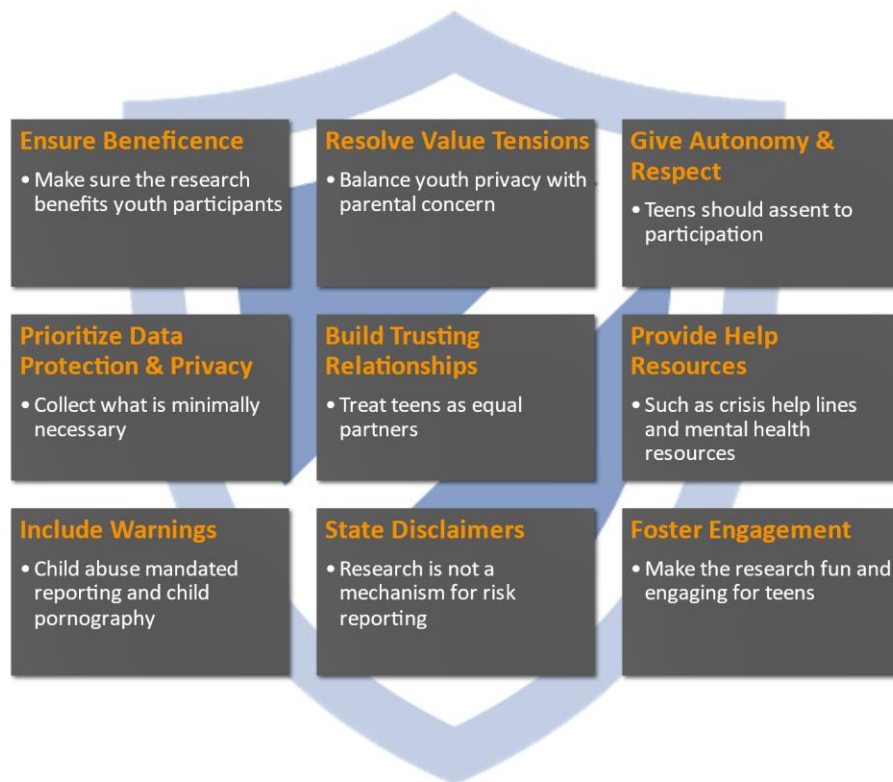 Ensure Beneficence
• Make sure the research
benefits youth participants
Resolve Value Tensions
• Balance youth privacy with
parental concern
Give Autonomy &
Respect
• Teens should assent to
participation
Prioritize Data
Protection & Privacy
• Collect what is minimally
necessary
Build Trusting
Relationships
• Treat teens as equal
partners
Provide Help
Resources
• Such as crisis help lines
and mental health
resources
Include Warnings
• Child abuse mandated
reporting and child
pornography
State Disclaimers
• Research is not a
mechanism for risk
reporting
Foster Engagement
• Make the research fun and
engaging for teens